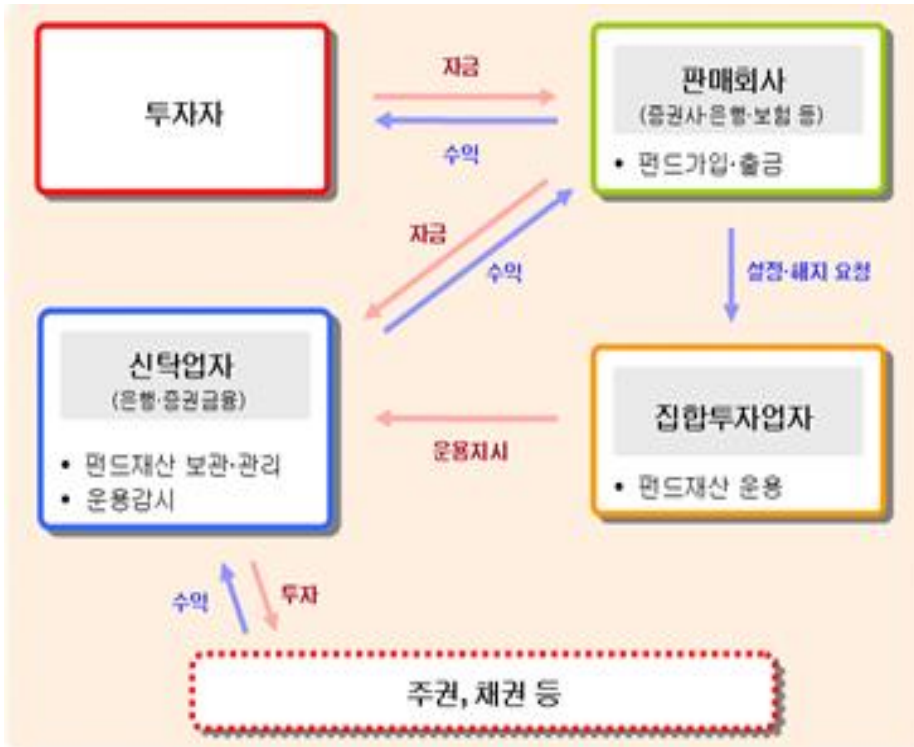 투자자
자금
수익
판매회사
(증권사·은행·보험 등)
• 펀드가입·출금
자금
수익
설정·해지 요청
신탁업자
(은행·증권금융)
• 펀드재산 보관·관리
• 운용감시
운용지시
집합투자업자
• 펀드재산 운용
수익
투자
주권, 채권 등